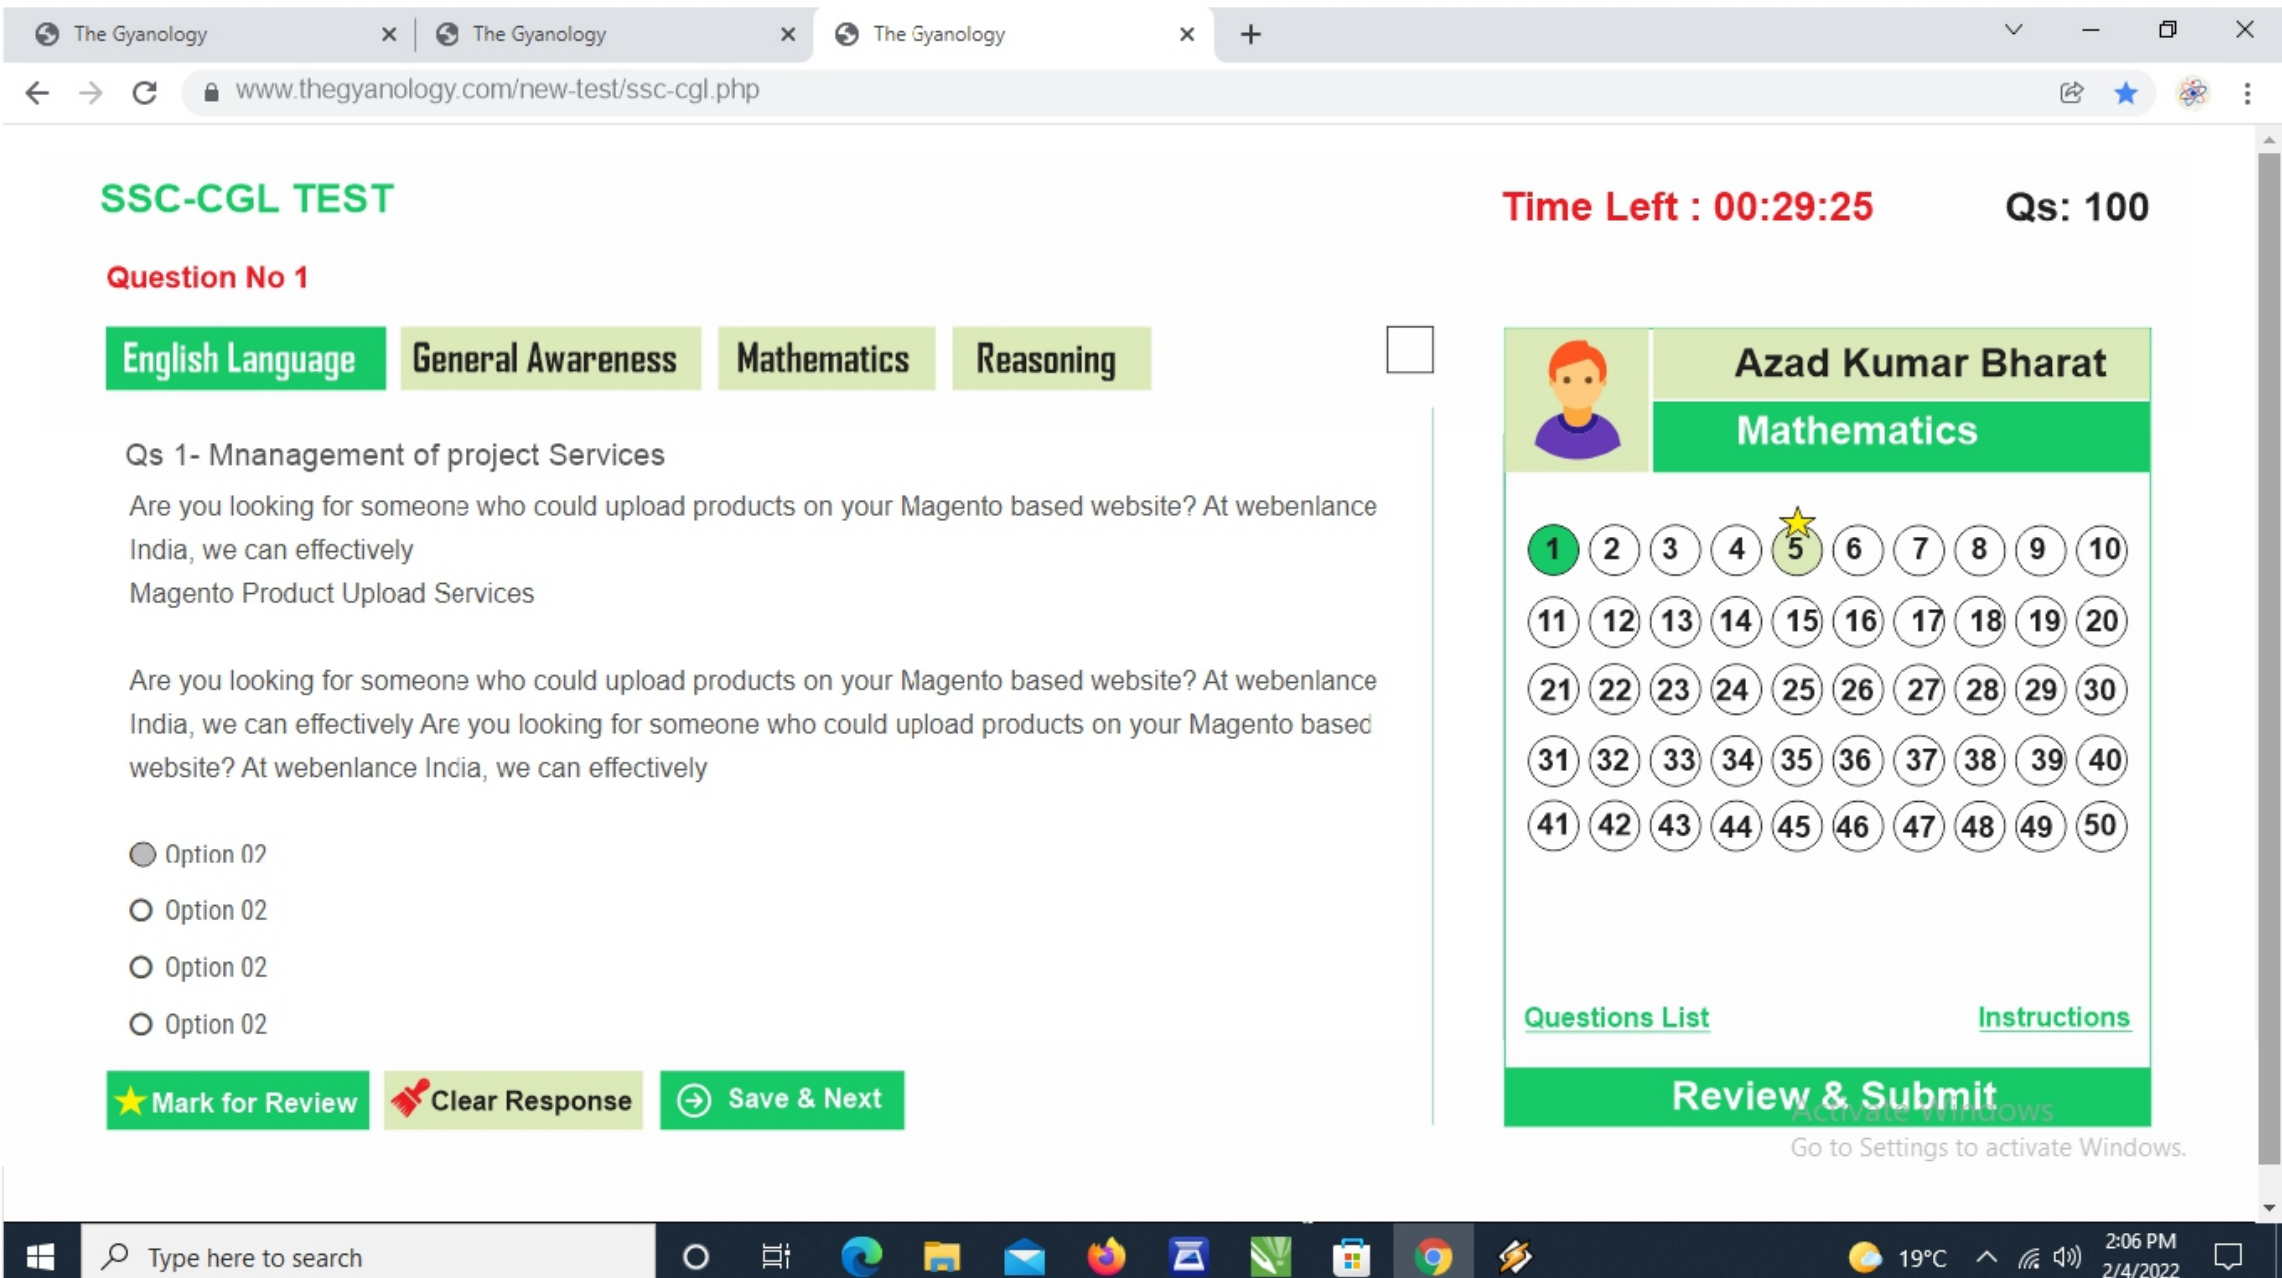 The Gyanology
The Gyanology
The Gyanology
www.thegyanology.com/new-test/ssc-cgl.php
SSC-CGL TEST
Time Left : 00:29:25
Qs: 100
Question No 1
English Language
General Awareness
Mathematics
Reasoning
Azad Kumar Bharat
Mathematics
Qs 1- Mnanagement of project Services
Are you looking for someone who could upload products on your Magento based website? At webenlance
India, we can effectively
Magento Product Upload Services
Are you looking for someone who could upload products on your Magento based website? At webenlance
India, we can effectively Are you looking for someone who could upload products on your Magento based
website? At webenlance India, we can effectively
Option 02
Option 02
Option 02
Option 02
Mark for Review
Clear Response
Save & Next
1 2 3 4 5 6 7 8 9 10
11 12 13 14 15 16 17 18 19 20
21 22 23 24 25 26 27 28 29 30
31 32 33 34 35 36 37 38 39 40
41 42 43 44 45 46 47 48 49 50
Questions List
Instructions
Review & Submit
Activate Windows
Go to Settings to activate Windows.
Type here to search
19°C
2:06 PM
2/4/2022